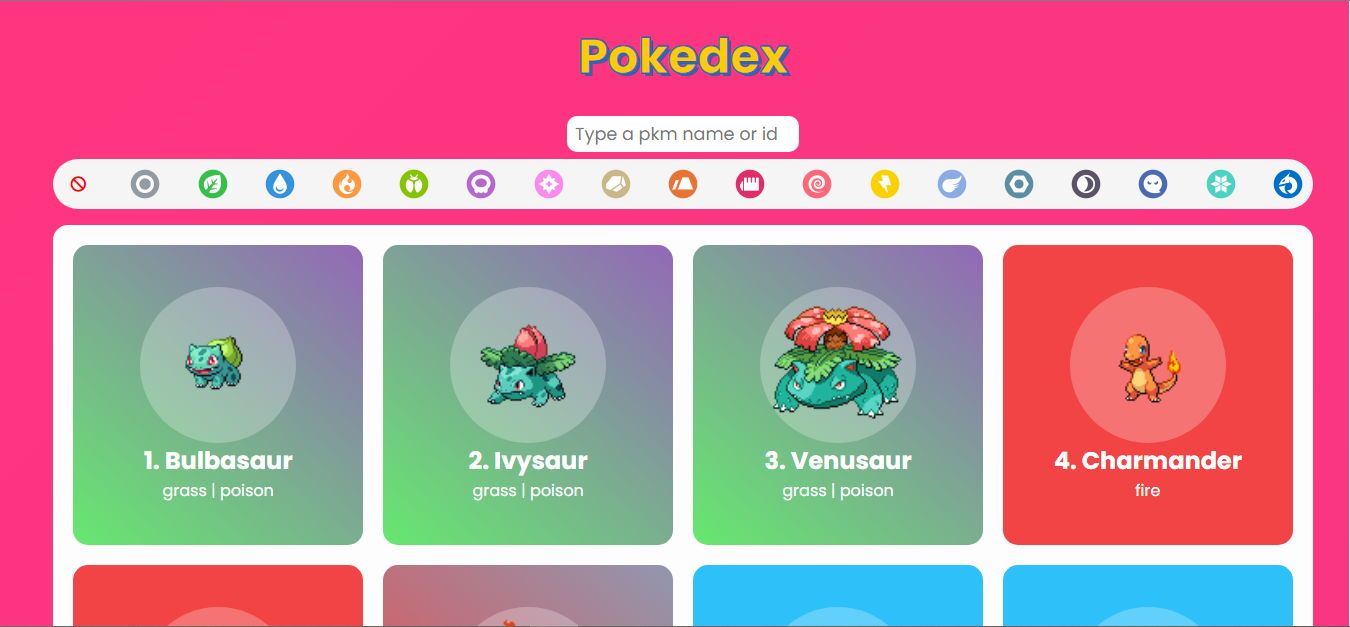 Pokedex
Type a pkm name or id
1. Bulbasaur
grass | poison
2. Ivysaur
grass | poison
3. Venusaur
grass | poison
4. Charmander
fire